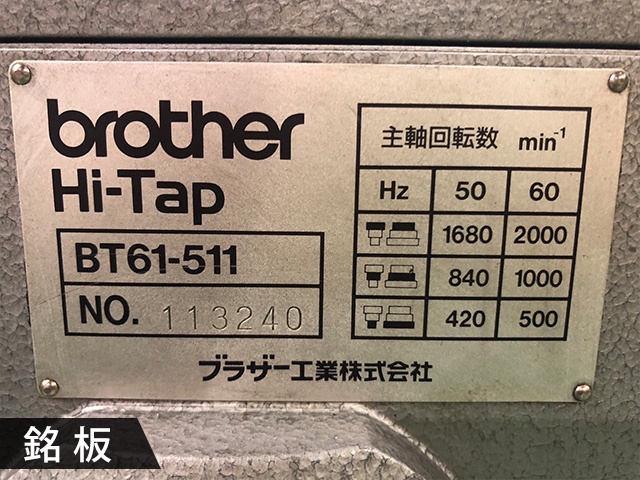 brother
Hi-Tap
BT61-511
NO. 113240
主軸回転数 min⁻¹
Hz 50 60
1680 2000
840 1000
420 500
ブラザー工業株式会社
銘板